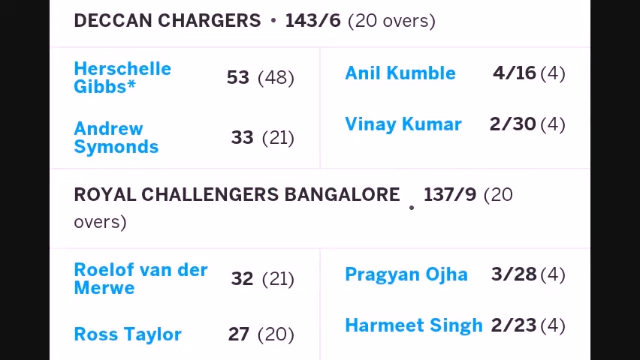 DECCAN CHARGERS • 143/6 (20 overs)
Herschelle Gibbs* 53 (48)
Anil Kumble 4/16 (4)
Andrew Symonds 33 (21)
Vinay Kumar 2/30 (4)
ROYAL CHALLENGERS BANGALORE • 137/9 (20
overs)
Roelof van der Merwe 32 (21)
Pragyan Ojha 3/28 (4)
Ross Taylor 27 (20)
Harmeet Singh 2/23 (4)